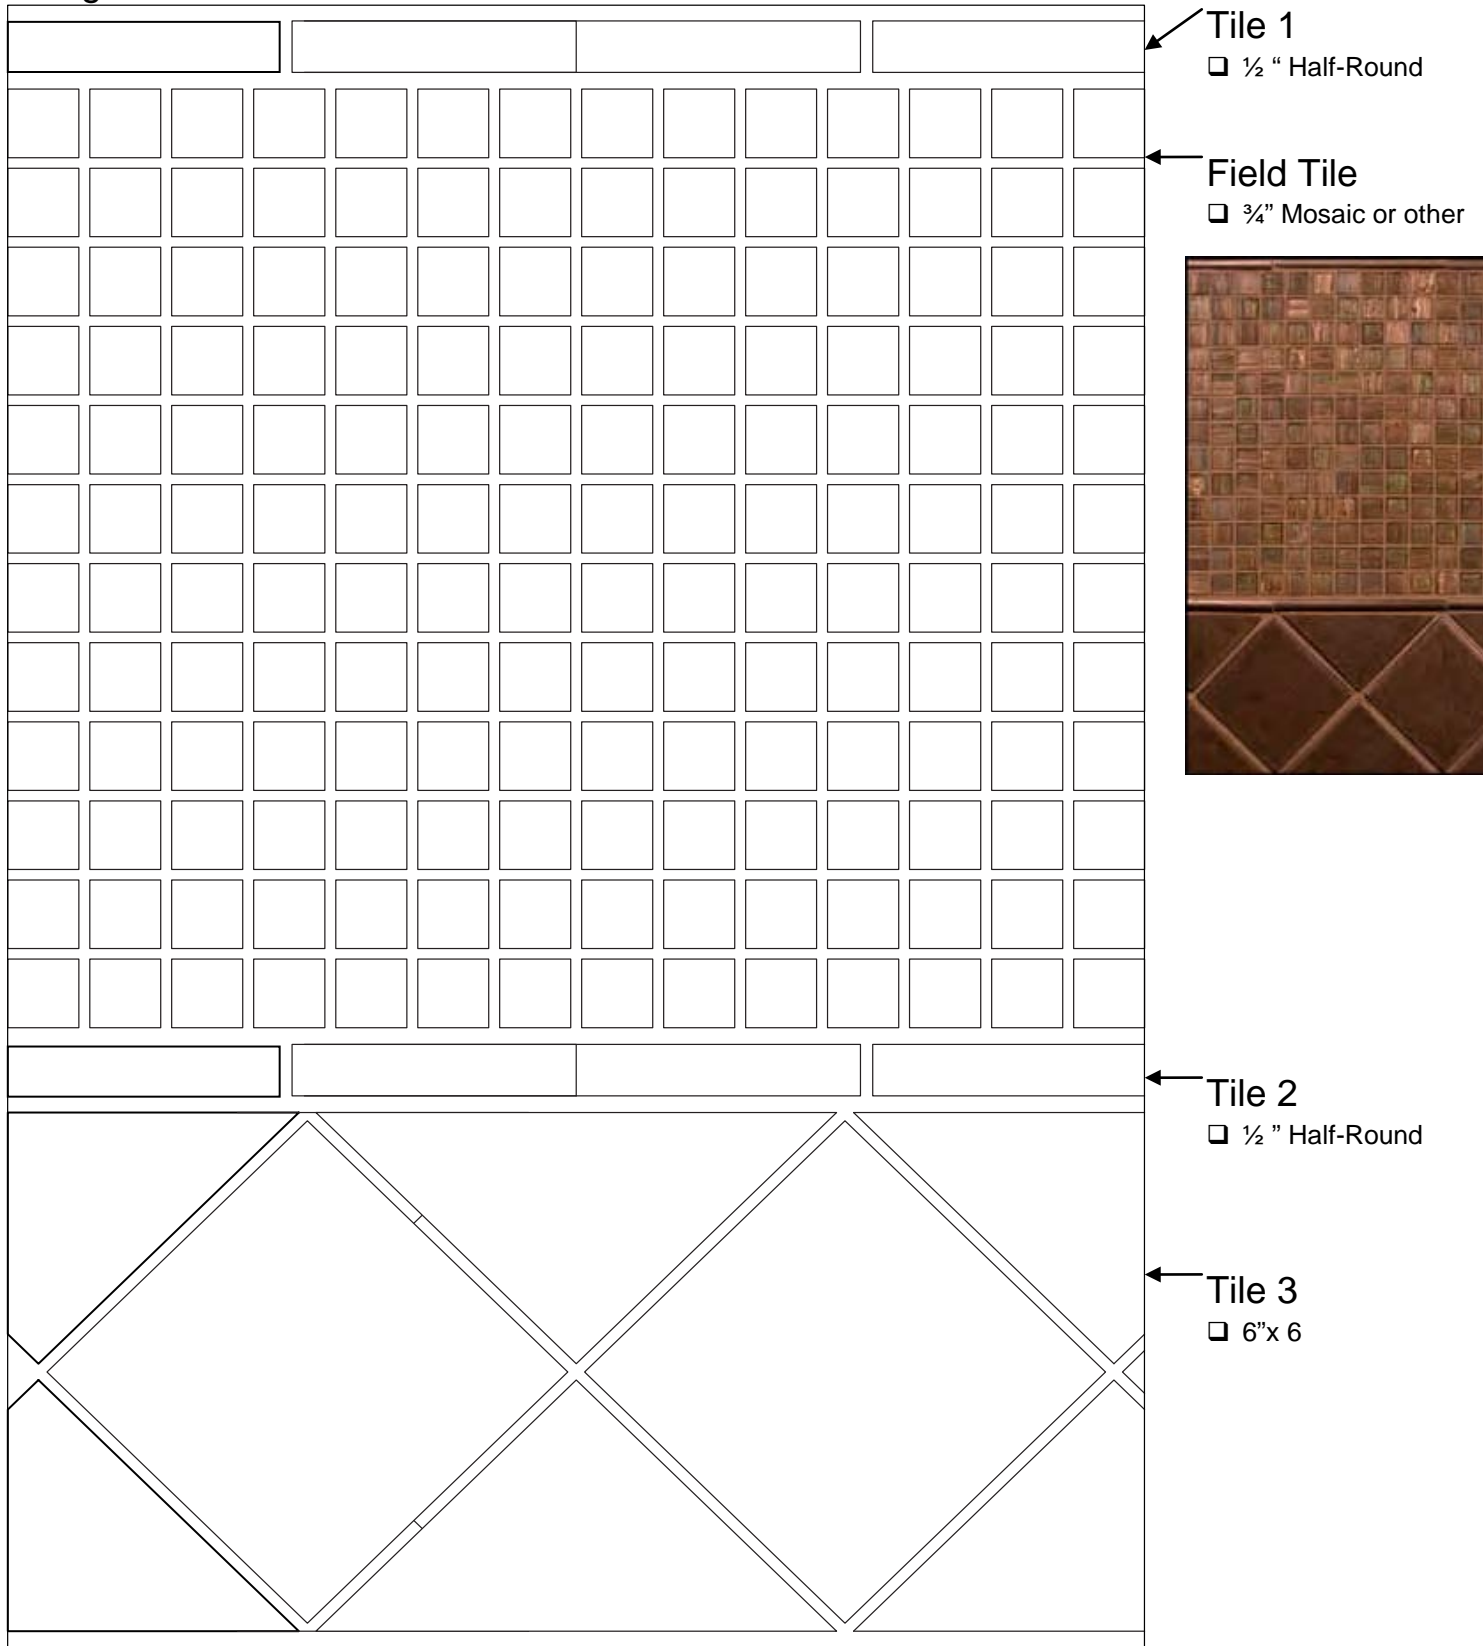 Tile 1
❑ ½ “ Half-Round
Field Tile
❑ ¾” Mosaic or other
Tile 2
❑ ½ ” Half-Round
Tile 3
❑ 6”x 6